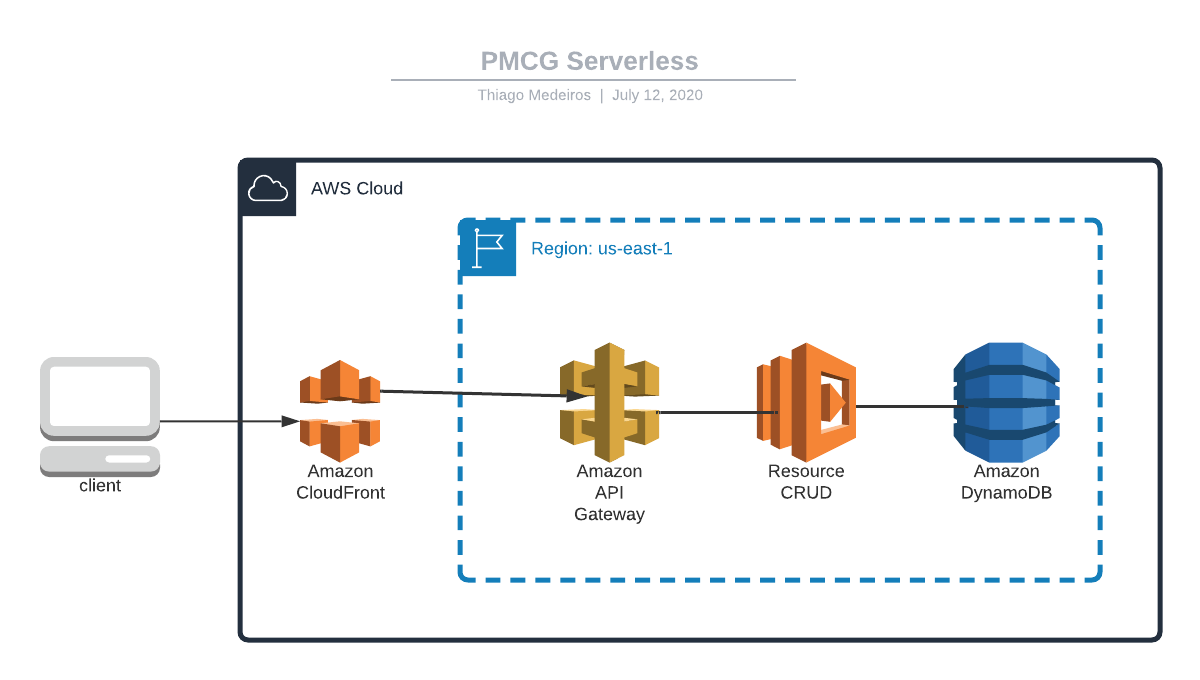 PMCG Serverless
Thiago Medeiros | July 12, 2020
AWS Cloud
Region: us-east-1
client
Amazon
CloudFront
Amazon
API
Gateway
Resource
CRUD
Amazon
DynamoDB